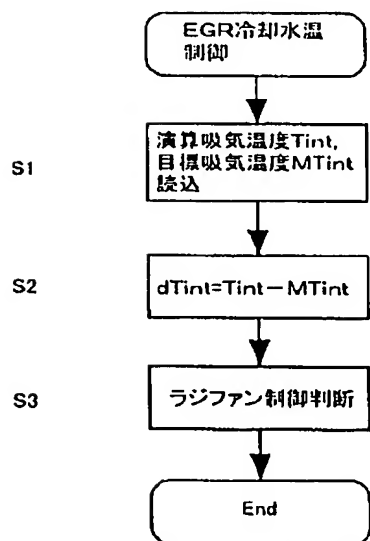 EGR冷却水温
制御
S1
演算吸気温度Tint,
目標吸気温度MTint
読込
S2
dTint=Tint－MTint
S3
ラジファン制御判断
End